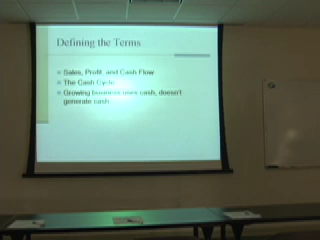 Defining the Terms
Sales, Profit, and Cash Flow
The Cash Cycle
Growing business uses cash, doesn't
generate cash